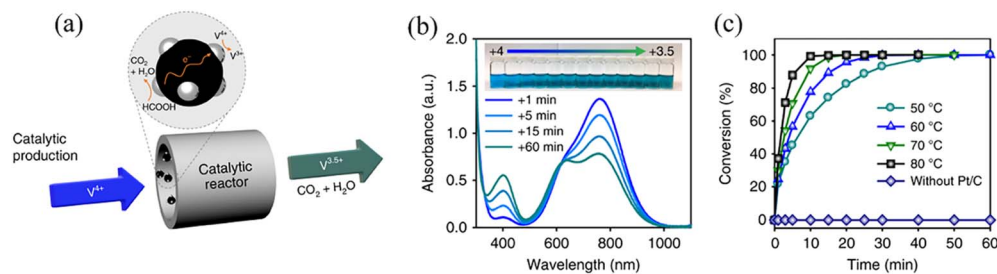 (a)
V4+
V3+
e-
CO2
+ H2O
HCOOH
Catalytic
production
V4+
Catalytic
reactor
V3.5+
CO2 + H2O
(b)
2.0
1.5
1.0
0.5
0.0
Absorbance (a.u.)
+4
+3.5
+1 min
+5 min
+15 min
+60 min
400 600 800 1000
Wavelength (nm)
(c)
100
80
60
40
20
0
Conversion (%)
50 °C
60 °C
70 °C
80 °C
Without Pt/C
0 10 20 30 40 50 60
Time (min)